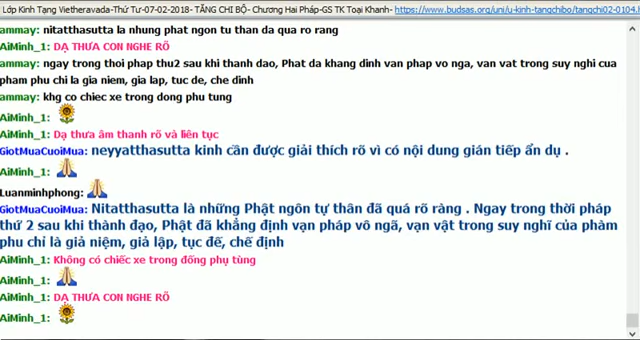 Lớp Kinh Tạng Vietheravada-Thứ Tư-07-02-2018- TĂNG CHI BỘ- Chương Hai Pháp-GS TK Toại Khanh- https://www.budsas.org/uni/u-kinh-tangchibo/tangchi02-0104.h
ammay: nitatthasutta la nhung phat ngon tu than da qua ro rang
AiMinh_1: DẠ THƯA CON NGHE RÕ
ammay: ngay trong thoi phap thu2 sau khi thanh dao, Phat da khang dinh van phap vo nga, van vat trong suy nghi cua
pham phu chi la gia niem, gia lap, tuc de, che dinh
ammay: khg co chiec xe trong dong phu tung
AiMinh_1:
AiMinh_1: Dạ thưa âm thanh rõ và liên tục
GiotMuaCuoiMua: neyyatthasutta kinh cần được giải thích rõ vì có nội dung gián tiếp ẩn dụ .
AiMinh_1:
Luanminhphong:
GiotMuaCuoiMua: Nitatthasutta là những Phật ngôn tự thân đã quá rõ ràng . Ngay trong thời pháp
thứ 2 sau khi thành đạo, Phật đã khẳng định vạn pháp vô ngã, vạn vật trong suy nghĩ của phàm
phu chỉ là giả niệm, giả lập, tục đế, chế định
AiMinh_1: Không có chiếc xe trong đống phụ tùng
AiMinh_1:
AiMinh_1: DẠ THƯA CON NGHE RÕ
AiMinh_1: